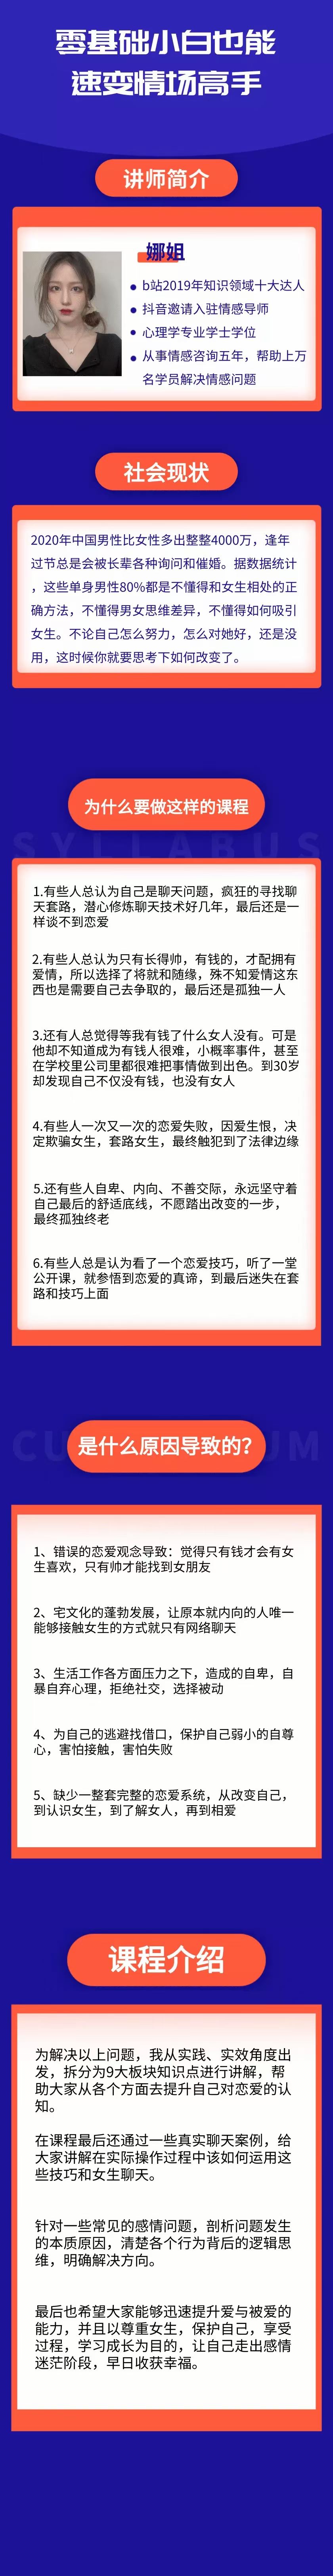 零基础小白也能
速变情场高手
讲师简介
娜姐
b站2019年知识领域十大达人
抖音邀请入驻情感导师
心理学专业学士学位
从事情感咨询五年，帮助上万
名学员解决情感问题
社会现状
2020年中国男性比女性多出整整4000万，逢年
过节总是会被长辈各种询问和催婚。据数据统计
，这些单身男性80%都是不懂得和女生相处的正
确方法，不懂得男女思维差异，不懂得如何吸引
女生。不论自己怎么努力，怎么对她好，还是没
用，这时候你就要思考下如何改变了。
为什么要做这样的课程
SYLLABUS
1.有些人总认为自己是聊天问题，疯狂的寻找聊
天套路，潜心修炼聊天技术好几年，最后还是一
样谈不到恋爱
2.有些人总认为只有长得帅，有钱的，才配拥有
爱情，所以选择了将就和随缘，殊不知爱情这东
西也是需要自己去争取的，最后还是孤独一人
3.还有人总觉得等我有钱了什么女人没有。可是
他却不知道成为有钱人很难，小概率事件，甚至
在学校里公司里都很难把事情做到出色。到30岁
却发现自己不仅没有钱，也没有女人
4.有些人一次又一次的恋爱失败，因爱生恨，决
定欺骗女生，套路女生，最终触犯到了法律边缘
5.还有些人自卑、内向、不善交际，永远坚守着
自己最后的舒适底线，不愿踏出改变的一步，
最终孤独终老
6.有些人总是认为看了一个恋爱技巧，听了一堂
公开课，就参悟到恋爱的真谛，到最后迷失在套
路和技巧上面
CU
是什么原因导致的？
UM
1、错误的恋爱观念导致：觉得只有钱才会有女
生喜欢，只有帅才能找到女朋友
2、宅文化的蓬勃发展，让原本就内向的人唯一
能够接触女生的方式就只有网络聊天
3、生活工作各方面压力之下，造成的自卑，自
暴自弃心理，拒绝社交，选择被动
4、为自己的逃避找借口，保护自己弱小的自尊
心，害怕接触，害怕失败
5、缺少一整套完整的恋爱系统，从改变自己，
到认识女生，到了解女人，再到相爱
课程介绍
为解决以上问题，我从实践、实效角度出
发，拆分为9大板块知识点进行讲解，帮
助大家从各个方面去提升自己对恋爱的认
知。
在课程最后还通过一些真实聊天案例，给
大家讲解在实际操作过程中该如何运用这
些技巧和女生聊天。
针对一些常见的感情问题，剖析问题发生
的本质原因，清楚各个行为背后的逻辑思
维，明确解决方向。
最后也希望大家能够迅速提升爱与被爱的
能力，并且以尊重女生，保护自己，享受
过程，学习成长为目的，让自己走出感情
迷茫阶段，早日收获幸福。